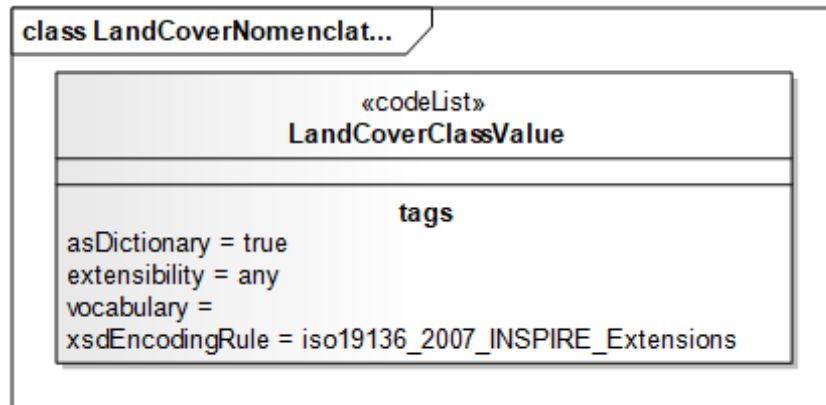 class LandCoverNomenclat...
«codeList»
LandCoverClassValue
tags
asDictionary = true
extensibility = any
vocabulary =
xsdEncodingRule = iso19136_2007_INSPIRE_Extensions